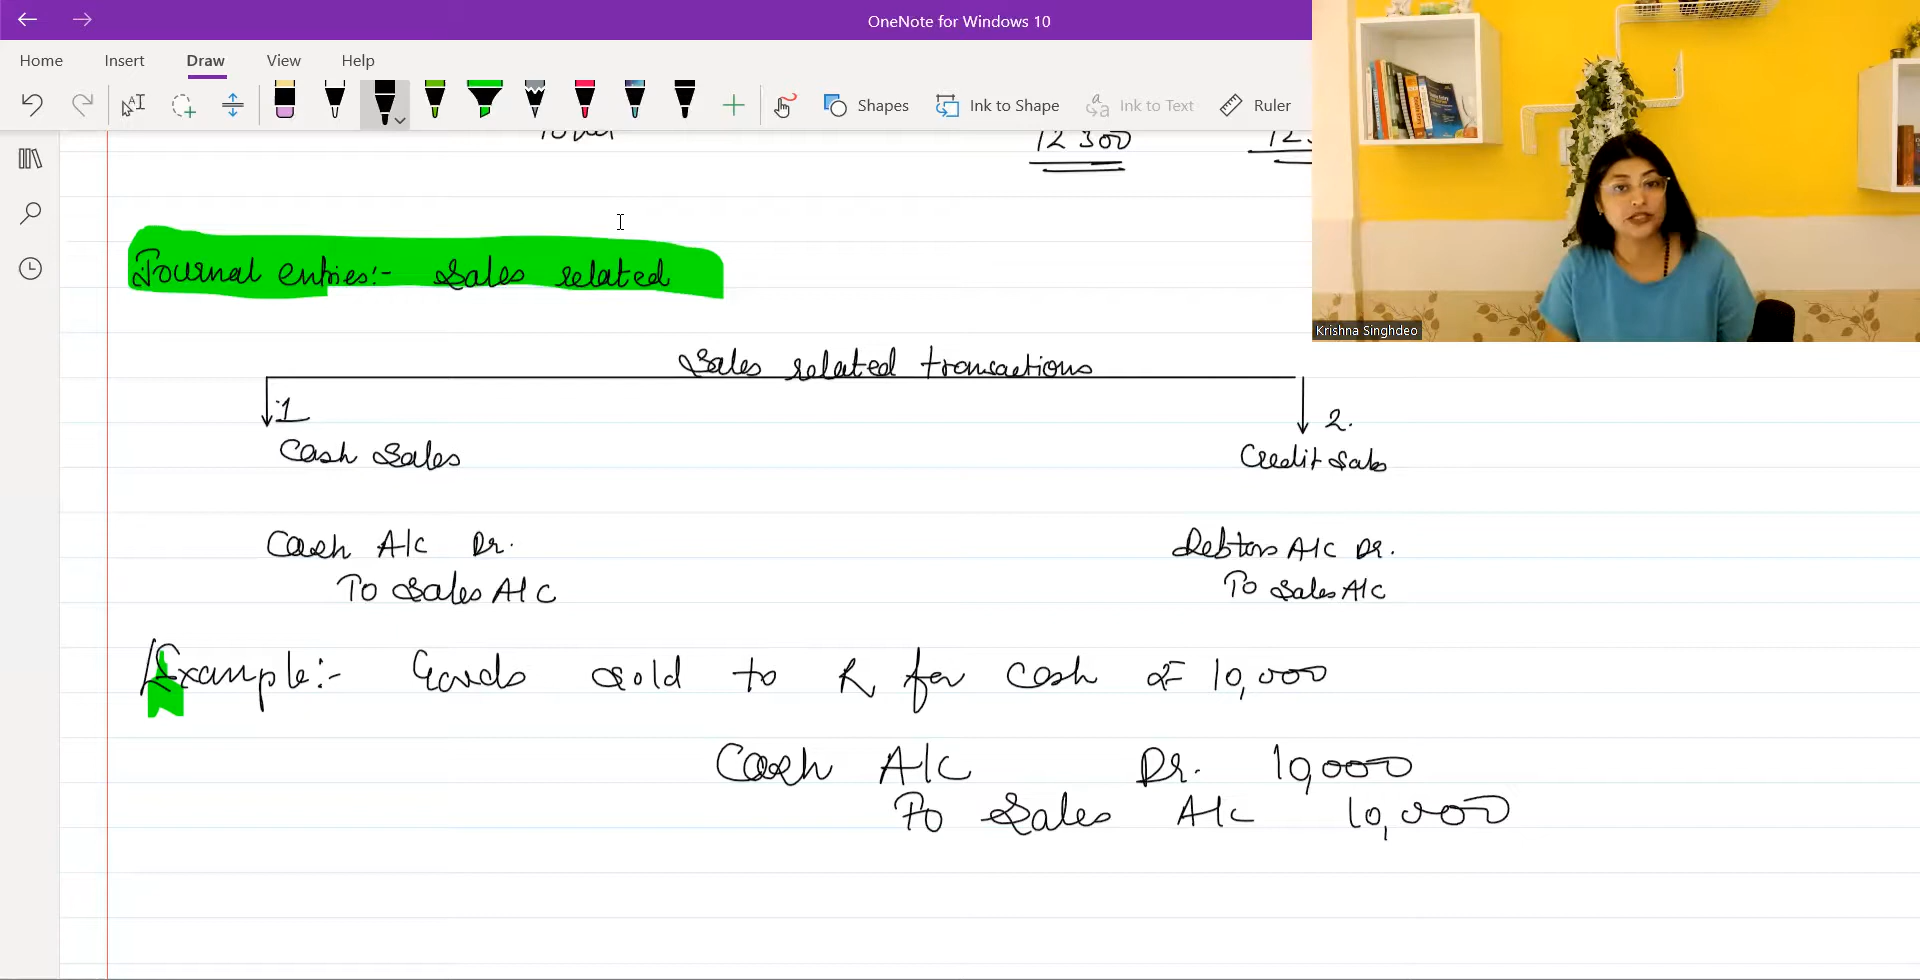 OneNote for Windows 10
Home Insert Draw View Help
Shapes Ink to Shape Ink to Text Ruler
Total 12 300
Journal entries:- Sales related
Krishna Singhdeo
Sales related transactions
1 2.
Cash Sales Credit Sales
Cash A/C Dr. Debtors A/C Dr.
To Sales A/C To Sales A/C
Example:- Goods sold to R for cash of 10,000
Cash A/C Dr. 10,000
To Sales A/C 10,000